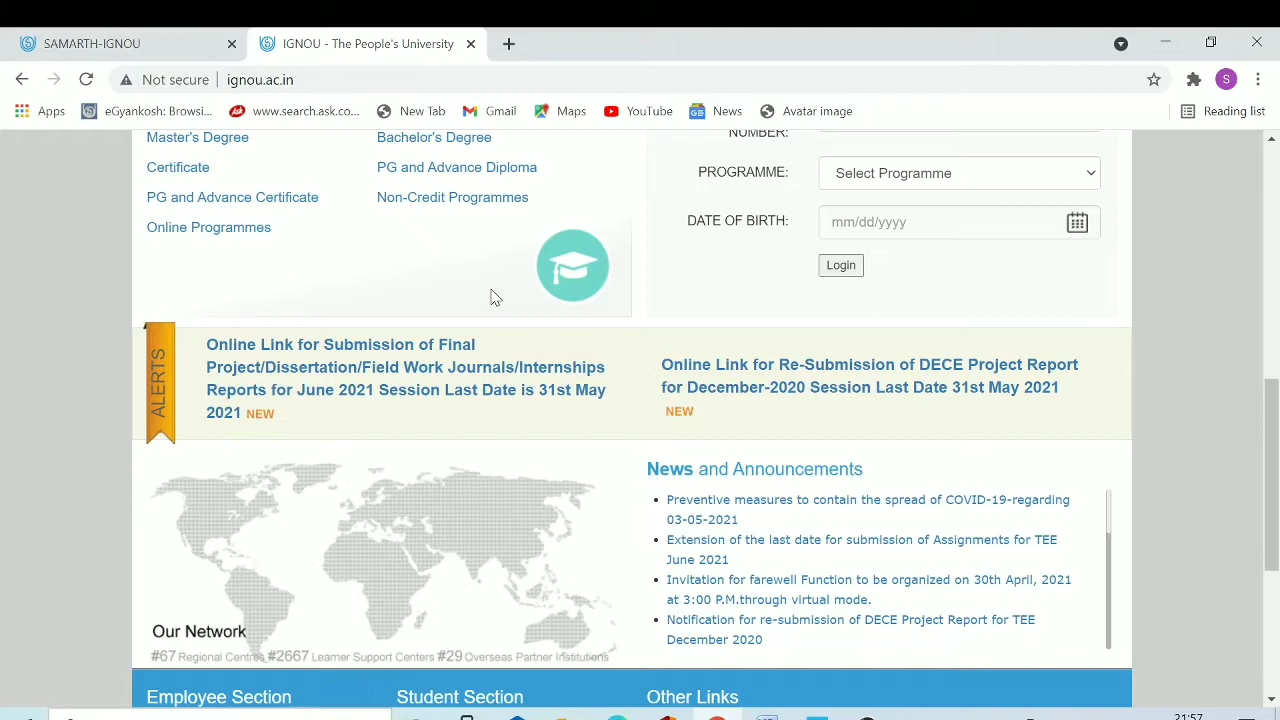 SAMARTH-IGNOU
IGNOU - The People's University
Not secure
ignou.ac.in
Apps
eGyankosh: Browsi...
www.search.ask.co...
New Tab
Gmail
Maps
YouTube
News
Avatar image
Reading list
Master's Degree
Bachelor's Degree
Certificate
PG and Advance Diploma
PG and Advance Certificate
Non-Credit Programmes
Online Programmes
NUMBER:
PROGRAMME:
Select Programme
DATE OF BIRTH:
mm/dd/yyyy
Login
ALERTS
Online Link for Submission of Final
Project/Dissertation/Field Work Journals/Internships
Reports for June 2021 Session Last Date is 31st May
2021 NEW
Online Link for Re-Submission of DECE Project Report
for December-2020 Session Last Date 31st May 2021
NEW
News and Announcements
Preventive measures to contain the spread of COVID-19-regarding
03-05-2021
Extension of the last date for submission of Assignments for TEE
June 2021
Invitation for farewell Function to be organized on 30th April, 2021
at 3:00 P.M.through virtual mode.
Notification for re-submission of DECE Project Report for TEE
December 2020
Our Network
#67 Regional Centres #2667 Learner Support Centers #29 Overseas Partner Institutions
Employee Section
Student Section
Other Links
21:57